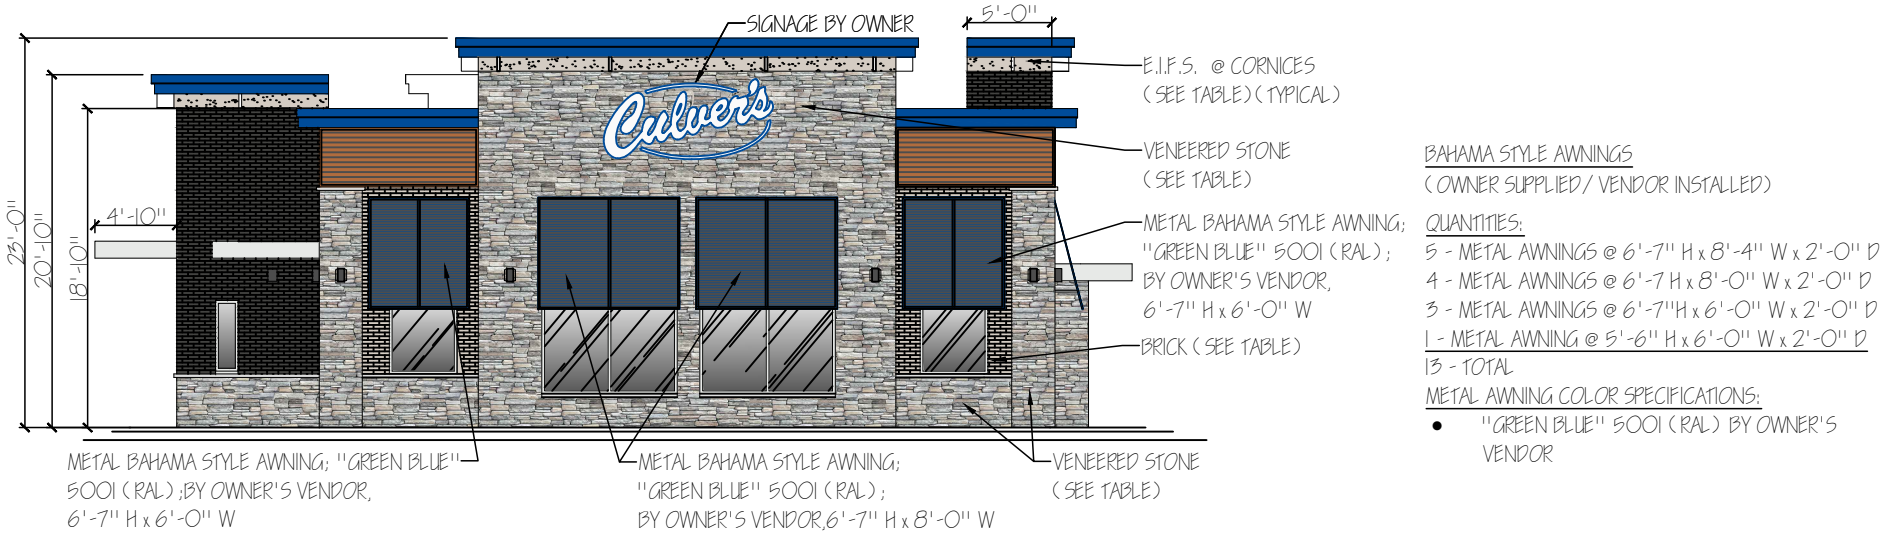 SIGNAGE BY OWNER
5'-0"
E.I.F.S. @ CORNICES
(SEE TABLE)(TYPICAL)
Culver's
VENEERED STONE
(SEE TABLE)
BAHAMA STYLE AWNINGS
(OWNER SUPPLIED/ VENDOR INSTALLED)
23'-0"
20'-10"
18'-10"
4'-10"
METAL BAHAMA STYLE AWNING;
"GREEN BLUE" 5001 (RAL);
BY OWNER'S VENDOR,
6'-7" H x 6'-0" W
BRICK (SEE TABLE)
QUANTITIES:
5 - METAL AWNINGS @ 6'-7" H x 8'-4" W x 2'-0" D
4 - METAL AWNINGS @ 6'-7 H x 8'-0" W x 2'-0" D
3 - METAL AWNINGS @ 6'-7"H x 6'-0" W x 2'-0" D
1 - METAL AWNING @ 5'-6" H x 6'-0" W x 2'-0" D
13 - TOTAL
METAL AWNING COLOR SPECIFICATIONS:
● "GREEN BLUE" 5001 (RAL) BY OWNER'S
VENDOR
METAL BAHAMA STYLE AWNING; "GREEN BLUE"
5001 (RAL);BY OWNER'S VENDOR,
6'-7" H x 6'-0" W
METAL BAHAMA STYLE AWNING;
"GREEN BLUE" 5001 (RAL);
BY OWNER'S VENDOR,6'-7" H x 8'-0" W
VENEERED STONE
(SEE TABLE)